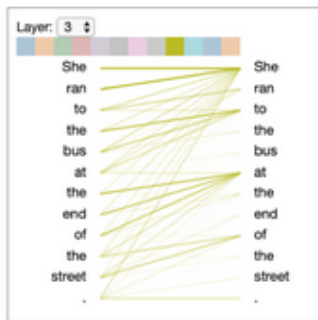 Layer: 3
She She
ran ran
to to
the the
bus bus
at at
the the
end end
of of
the the
street street
. .